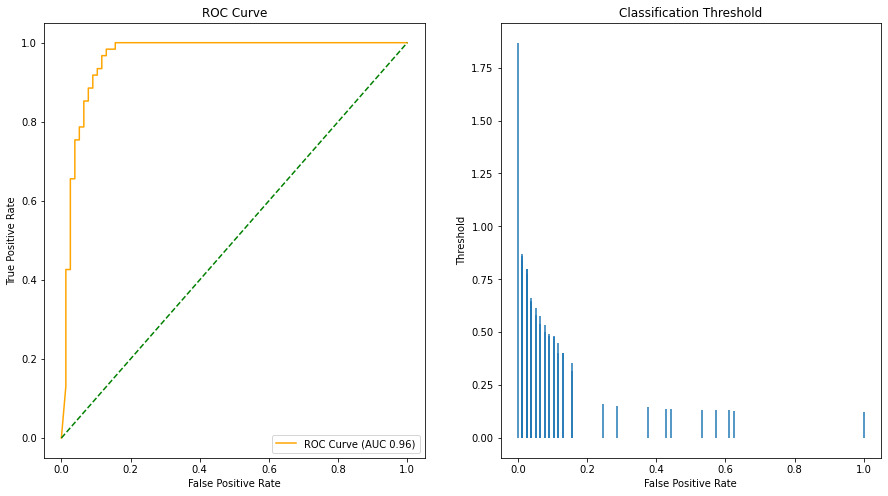 ROC Curve
1.0
0.8
0.6
0.4
0.2
0.0
True Positive Rate
0.0 0.2 0.4 0.6 0.8 1.0
False Positive Rate
ROC Curve (AUC 0.96)
Classification Threshold
1.75
1.50
1.25
1.00
0.75
0.50
0.25
0.00
Threshold
0.0 0.2 0.4 0.6 0.8 1.0
False Positive Rate